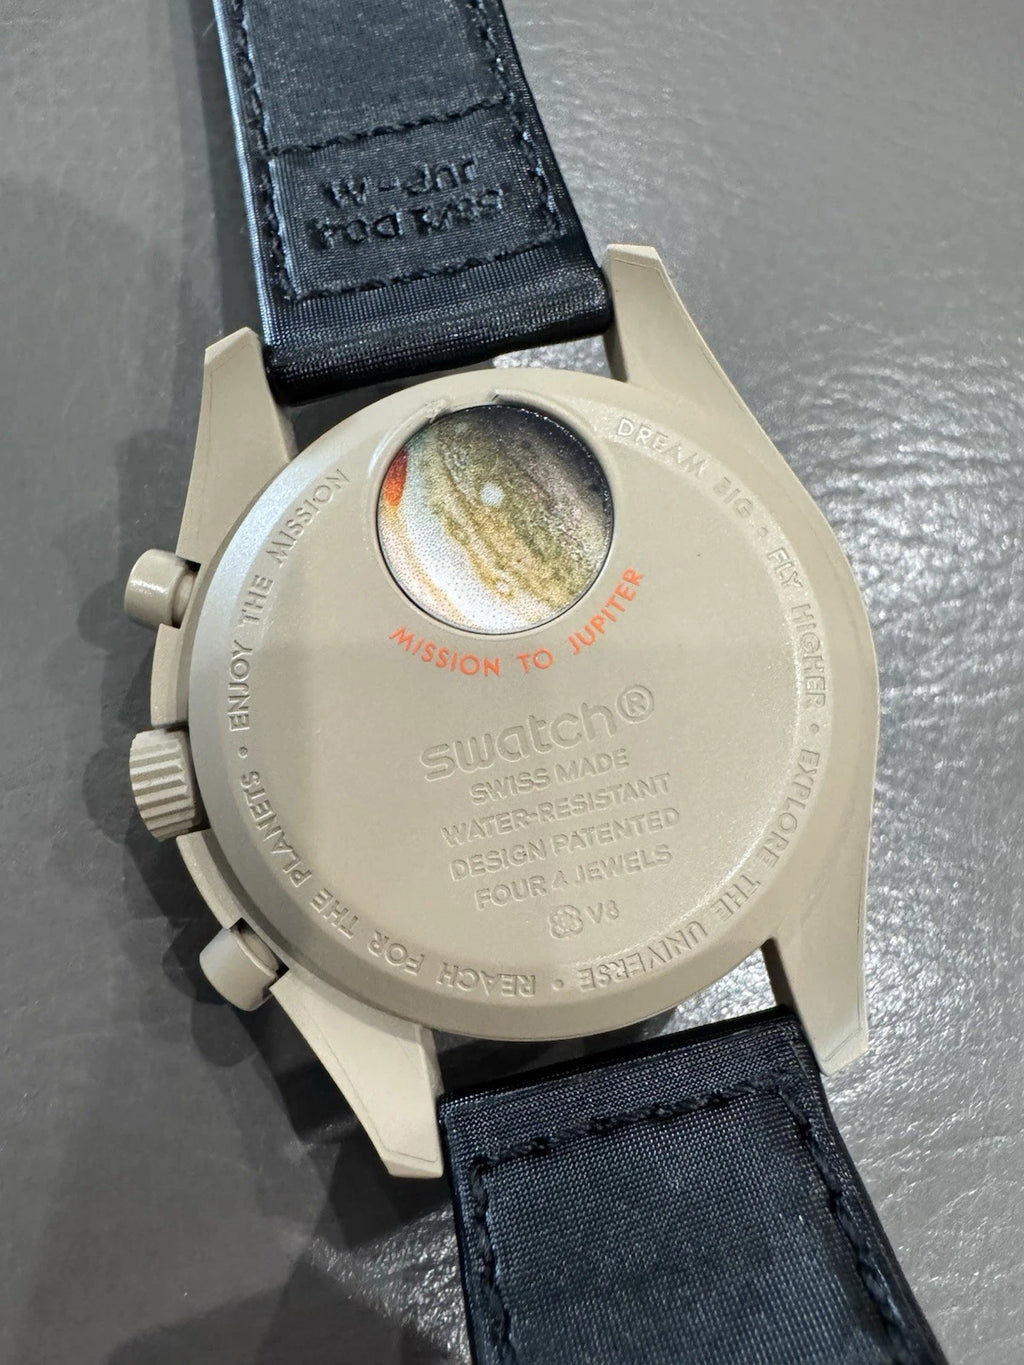 JUP-M
MISSION TO JUPITER
swatch®
SWISS MADE
WATER-RESISTANT
DESIGN PATENTED
FOUR 4 JEWELS
V8
DREAM BIG • FLY HIGHER • EXPLORE THE UNIVERSE • REACH FOR THE PLANETS • ENJOY THE MISSION